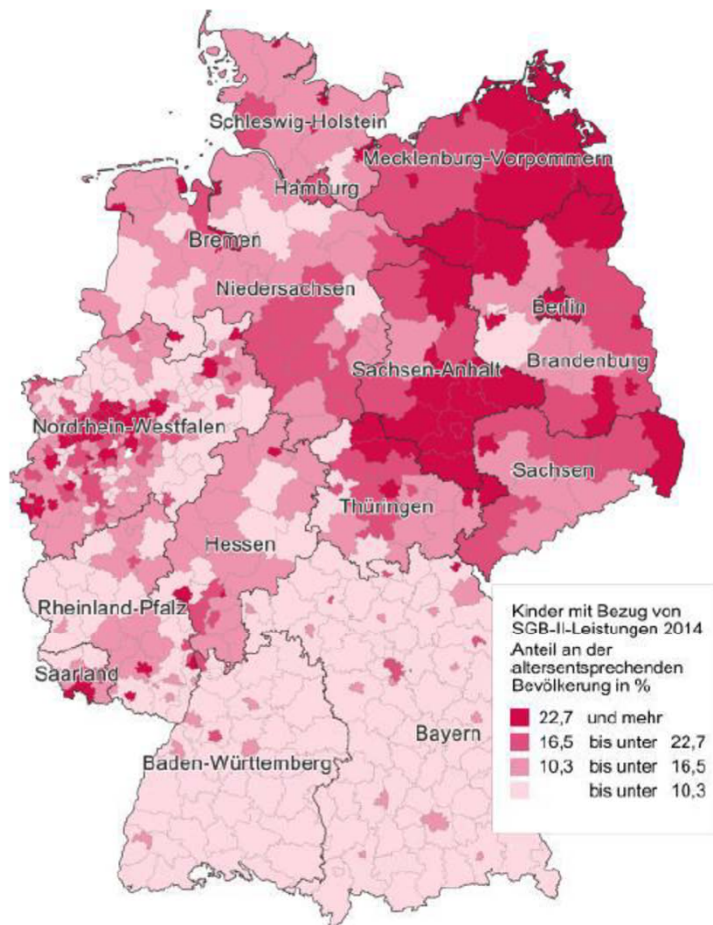 Schleswig-Holstein
Mecklenburg-Vorpommern
Hamburg
Bremen
Niedersachsen
Berlin
Sachsen-Anhalt
Brandenburg
Nordrhein-Westfalen
Sachsen
Thüringen
Hessen
Rheinland-Pfalz
Saarland
Bayern
Baden-Württemberg
Kinder mit Bezug von
SGB-II-Leistungen 2014
Anteil an der
altersentsprechenden
Bevölkerung in %
22,7 und mehr
16,5 bis unter 22,7
10,3 bis unter 16,5
bis unter 10,3